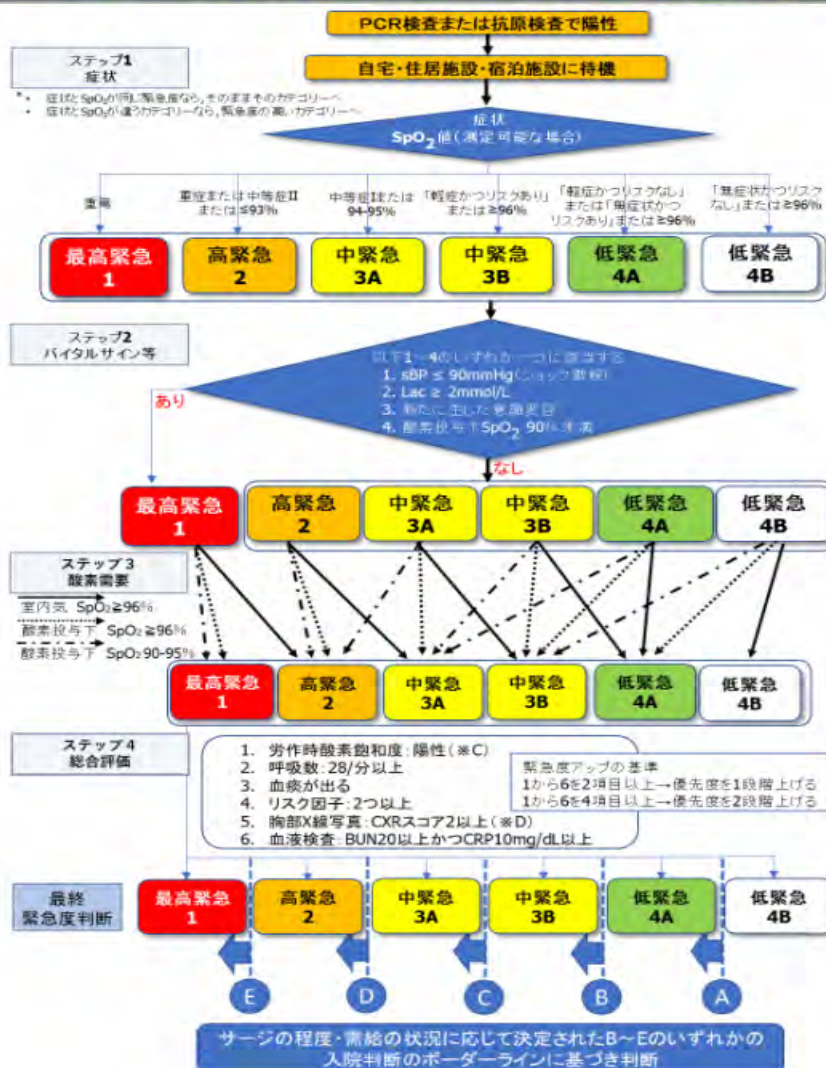 PCR検査または抗原検査で陽性
ステップ1
症状
自宅・住居施設・宿泊施設に待機
* • 症状とSpO₂が同じ緊急度なら、そのままそのカテゴリーへ
• 症状とSpO₂が違うカテゴリーなら、緊急度の高いカテゴリーへ
症状
SpO₂値(測定可能な場合)
重篤
重症または中等症II
または≦93%
中等症Iまたは
94-95%
「軽症かつリスクあり」
または≧96%
「軽症かつリスクなし」
または「無症状かつ
リスクあり」または≧96%
「無症状かつリスク
なし」または≧96%
最高緊急
1
高緊急
2
中緊急
3A
中緊急
3B
低緊急
4A
低緊急
4B
ステップ2
バイタルサイン等
以下1~4のいずれか一つに該当する
1. sBP ≤ 90mmHg(ショック徴候)
2. Lac ≥ 2mmol/L
3. 新たに生じた意識変容
4. 酸素投与下SpO₂ 90%未満
あり
なし
最高緊急
1
高緊急
2
中緊急
3A
中緊急
3B
低緊急
4A
低緊急
4B
ステップ3
酸素需要
室内気 SpO₂≧96%
酸素投与下 SpO₂≧96%
酸素投与下 SpO₂90-95%
最高緊急
1
高緊急
2
中緊急
3A
中緊急
3B
低緊急
4A
低緊急
4B
ステップ4
総合評価
1. 労作時酸素飽和度:陽性(※C)
2. 呼吸数:28/分以上
3. 血痰が出る
4. リスク因子:2つ以上
5. 胸部X線写真:CXRスコア2以上(※D)
6. 血液検査:BUN20以上かつCRP10mg/dL以上
緊急度アップの基準
1から6を2項目以上→優先度を1段階上げる
1から6を4項目以上→優先度を2段階上げる
最終
緊急度判断
最高緊急
1
高緊急
2
中緊急
3A
中緊急
3B
低緊急
4A
低緊急
4B
E
D
C
B
A
サージの程度・需給の状況に応じて決定されたB~Eのいずれかの
入院判断のボーダーラインに基づき判断